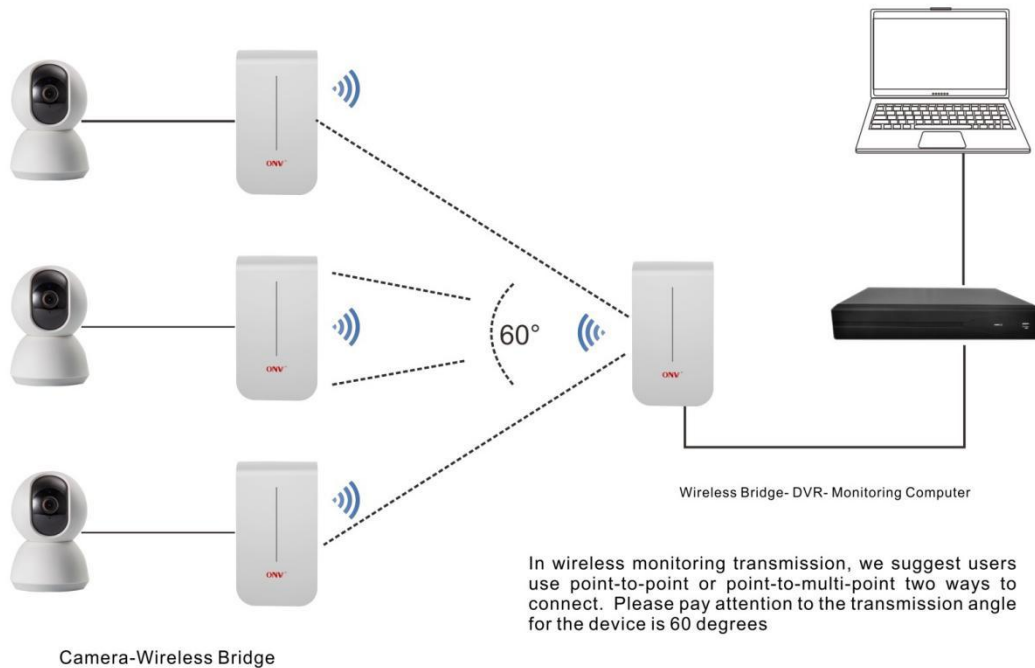 ONV
ONV
60°
ONV
ONV
Wireless Bridge- DVR- Monitoring Computer
In wireless monitoring transmission, we suggest users
use point-to-point or point-to-multi-point two ways to
connect.  Please pay attention to the transmission angle
for the device is 60 degrees
Camera-Wireless Bridge